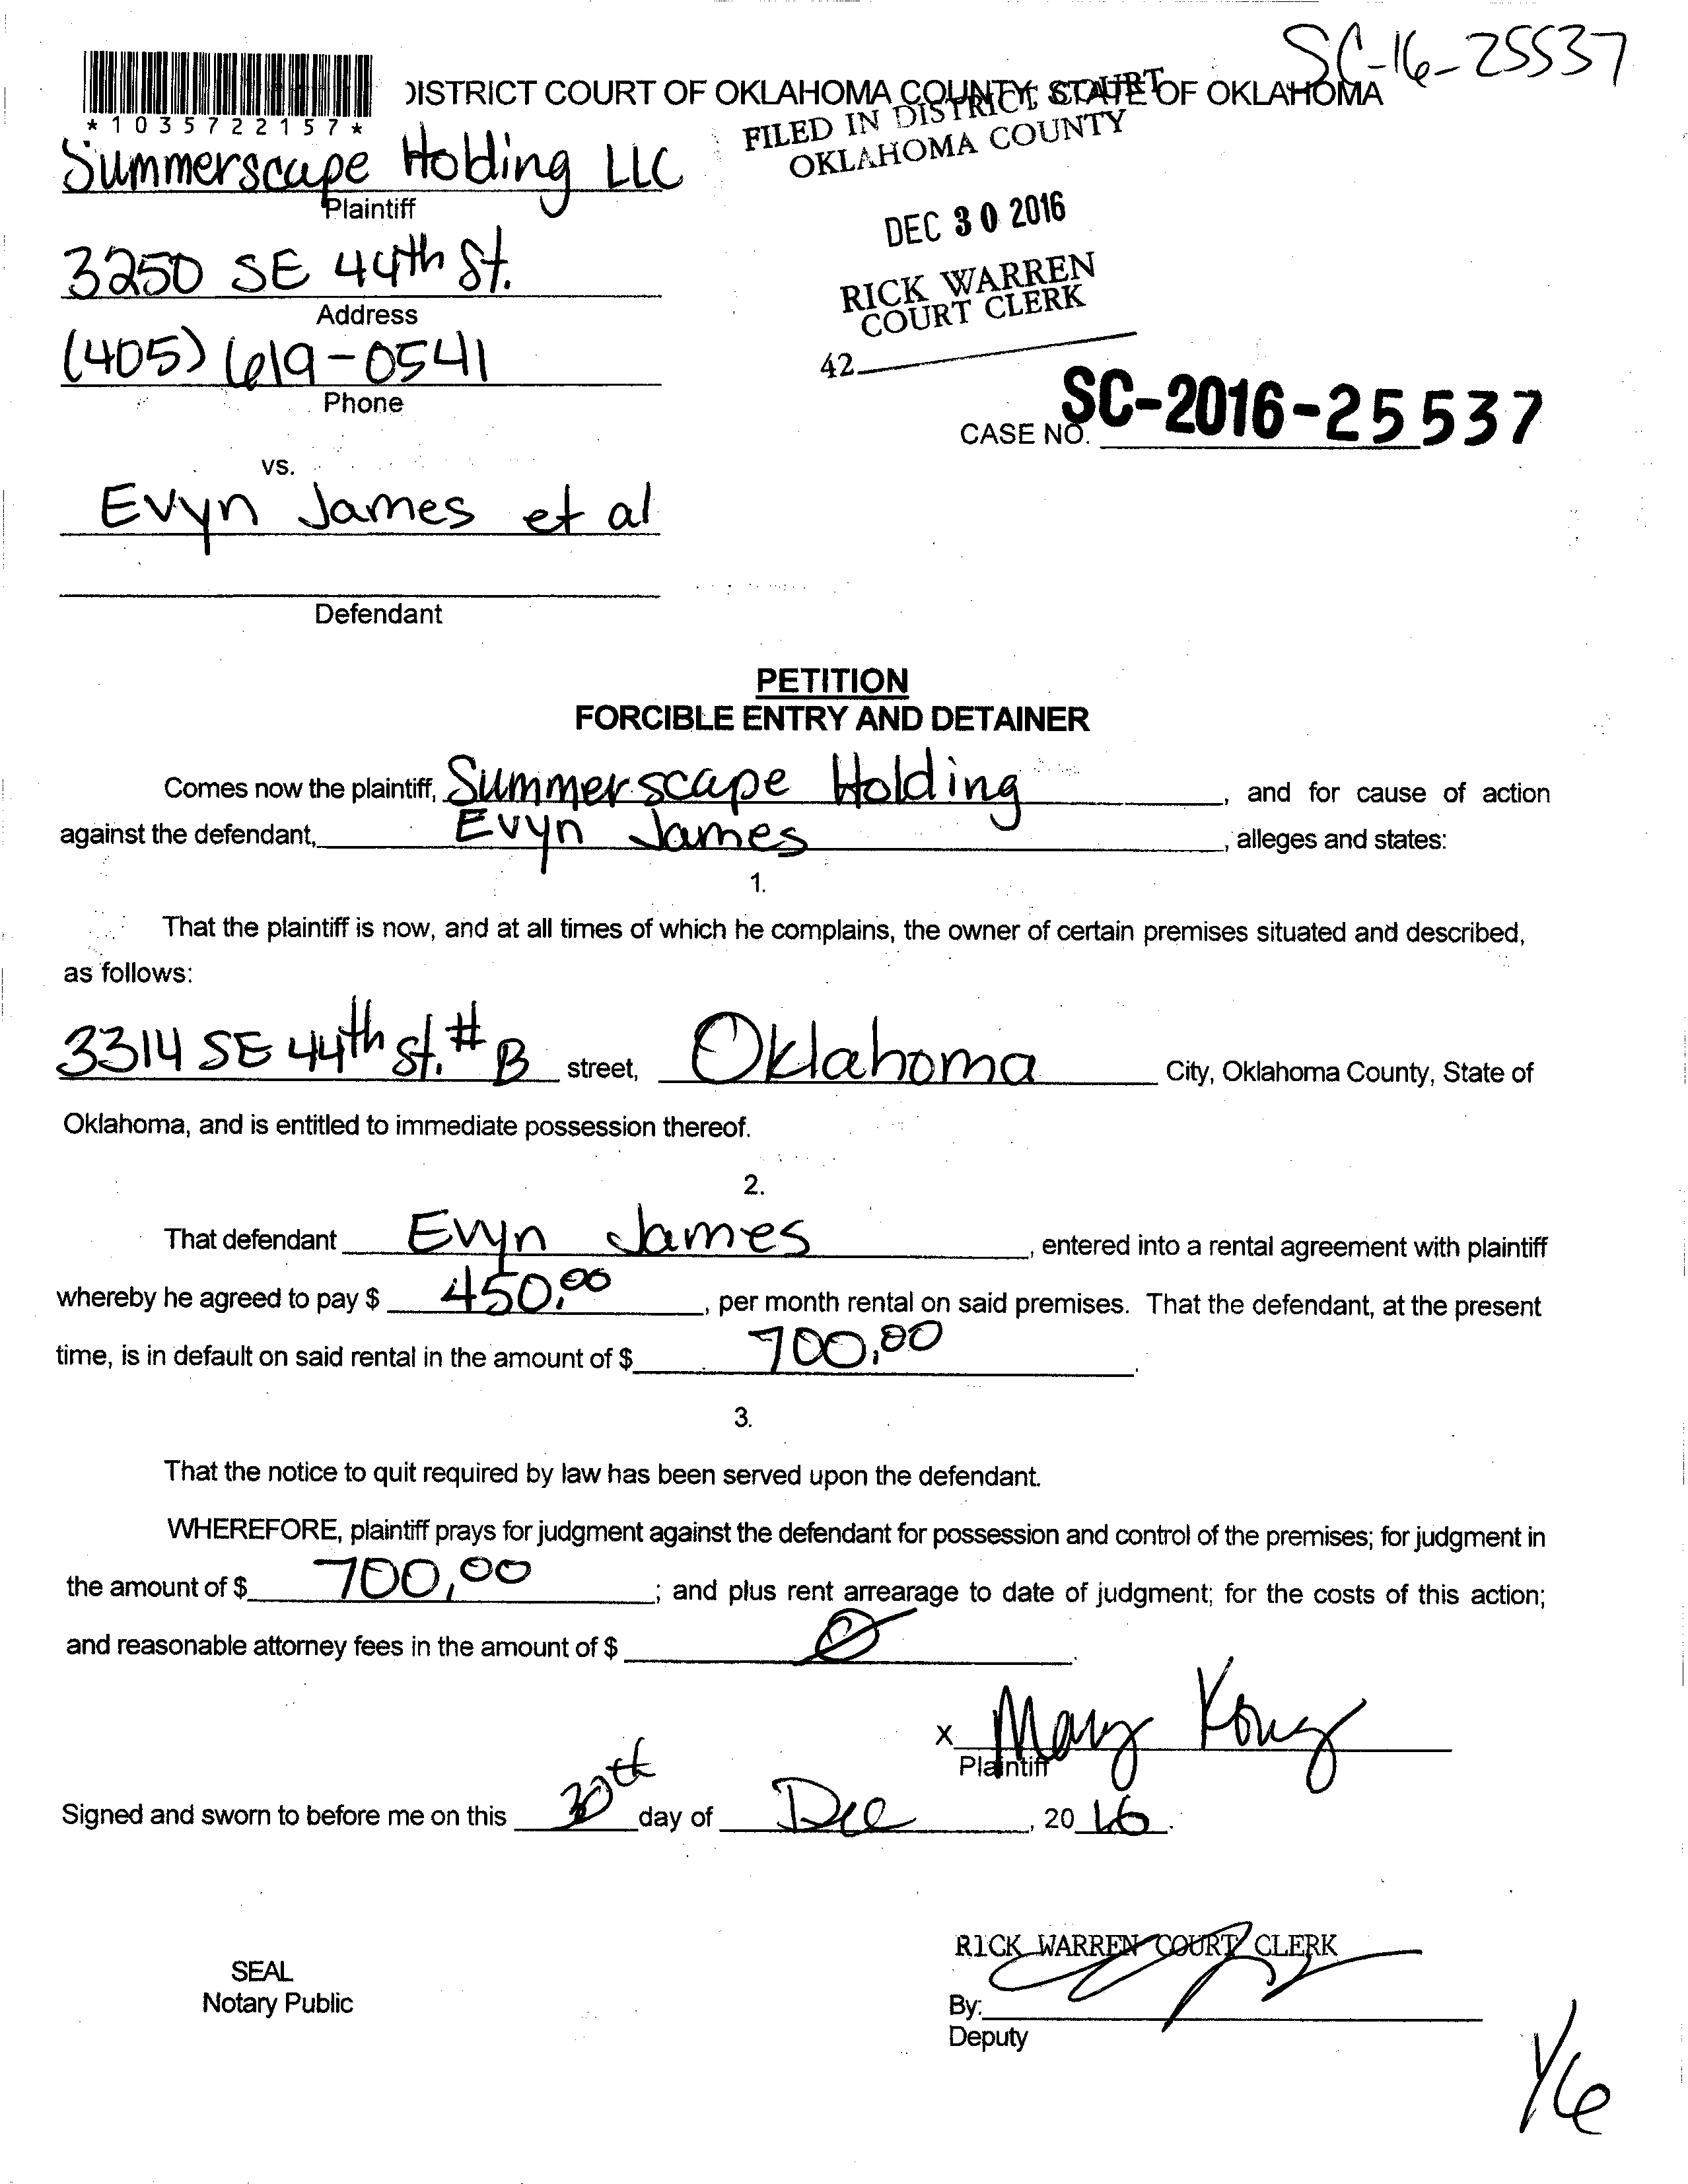 SC-16-25537
DISTRICT COURT OF OKLAHOMA COUNTY, STATE OF OKLAHOMA
*1035722157*
FILED IN DISTRICT COURT
OKLAHOMA COUNTY
Summerscape Holding LLC
Plaintiff
DEC 30 2016
3250 SE 44th St.
Address
RICK WARREN
COURT CLERK
(405) 619-0541
Phone
42
CASE NO. SC-2016-25537
vs.
Evyn James et al
Defendant
PETITION
FORCIBLE ENTRY AND DETAINER
Comes now the plaintiff, Summerscape Holding, and for cause of action
against the defendant, Evyn James, alleges and states:
1.
That the plaintiff is now, and at all times of which he complains, the owner of certain premises situated and described,
as follows:
3314 SE 44th St. # B street, Oklahoma City, Oklahoma County, State of
Oklahoma, and is entitled to immediate possession thereof.
2.
That defendant Evyn James, entered into a rental agreement with plaintiff
whereby he agreed to pay $ 450.00, per month rental on said premises. That the defendant, at the present
time, is in default on said rental in the amount of $ 700.00.
3.
That the notice to quit required by law has been served upon the defendant.
WHEREFORE, plaintiff prays for judgment against the defendant for possession and control of the premises; for judgment in
the amount of $ 700.00; and plus rent arrearage to date of judgment; for the costs of this action;
and reasonable attorney fees in the amount of $ 0.
X Mary Kong
Plaintiff
Signed and sworn to before me on this 30th day of Dec, 2016.
RICK WARREN COURT CLERK
SEAL
Notary Public
By:
Deputy
1/6